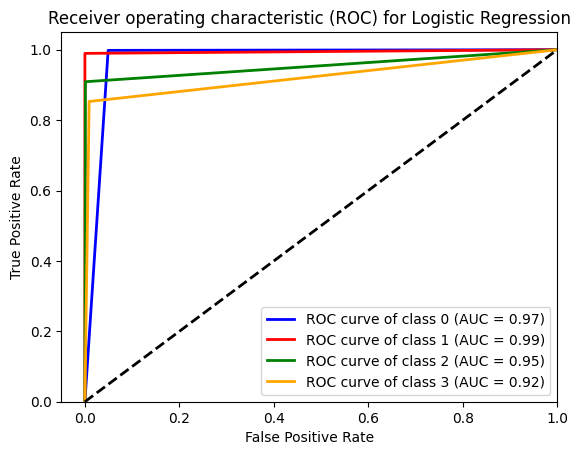 Receiver operating characteristic (ROC) for Logistic Regression
True Positive Rate
1.0
0.8
0.6
0.4
0.2
0.0
ROC curve of class 0 (AUC = 0.97)
ROC curve of class 1 (AUC = 0.99)
ROC curve of class 2 (AUC = 0.95)
ROC curve of class 3 (AUC = 0.92)
0.0 0.2 0.4 0.6 0.8 1.0
False Positive Rate